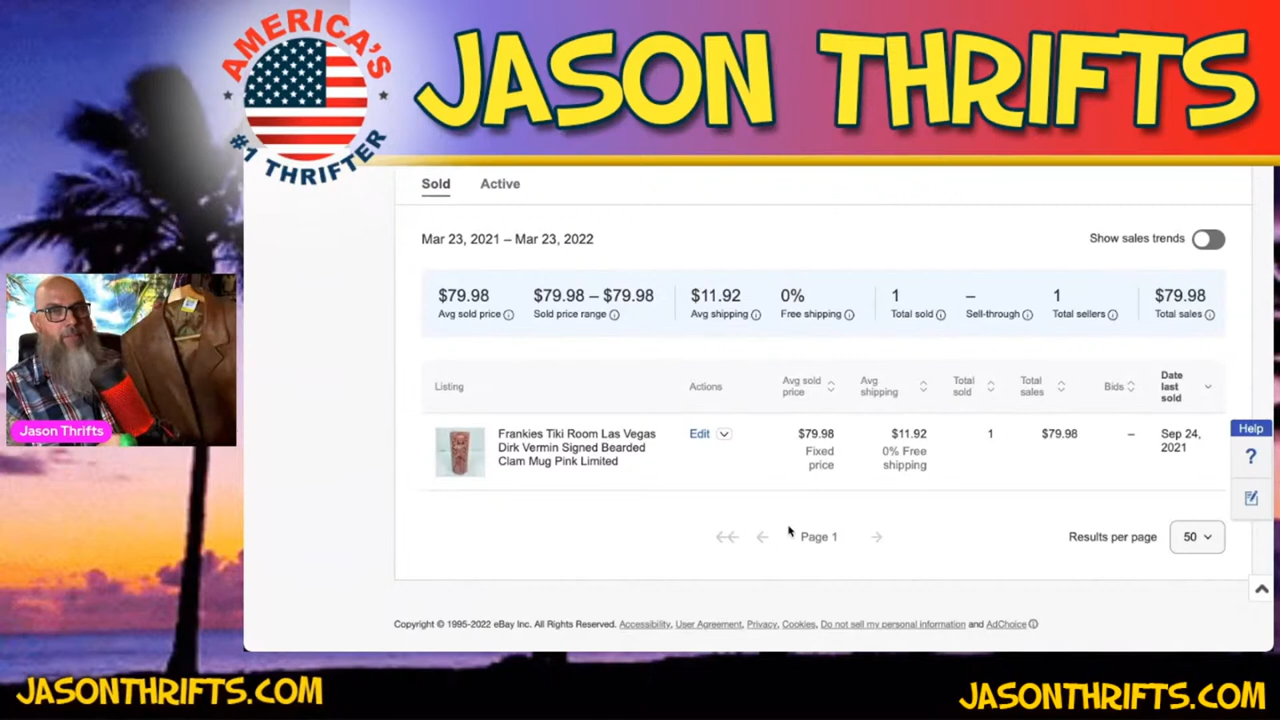 AMERICA'S
#1 THRIFTER
JASON THRIFTS
Sold Active
Mar 23, 2021 – Mar 23, 2022
Show sales trends
$79.98 $79.98 – $79.98 $11.92 0% 1 – 1 $79.98
Avg sold price Sold price range Avg shipping Free shipping Total sold Sell-through Total sellers Total sales
Listing Actions Avg sold price Avg shipping Total sold Total sales Bids Date last sold
Frankies Tiki Room Las Vegas
Dirk Vermin Signed Bearded
Clam Mug Pink Limited
Edit
$79.98
Fixed
price
$11.92
0% Free
shipping
1
$79.98
–
Sep 24,
2021
Help
?
Page 1
Results per page 50
Copyright © 1995-2022 eBay Inc. All Rights Reserved. Accessibility, User Agreement, Privacy, Cookies, Do not sell my personal information and AdChoice
Jason Thrifts
JASONTHRIFTS.COM
JASONTHRIFTS.COM